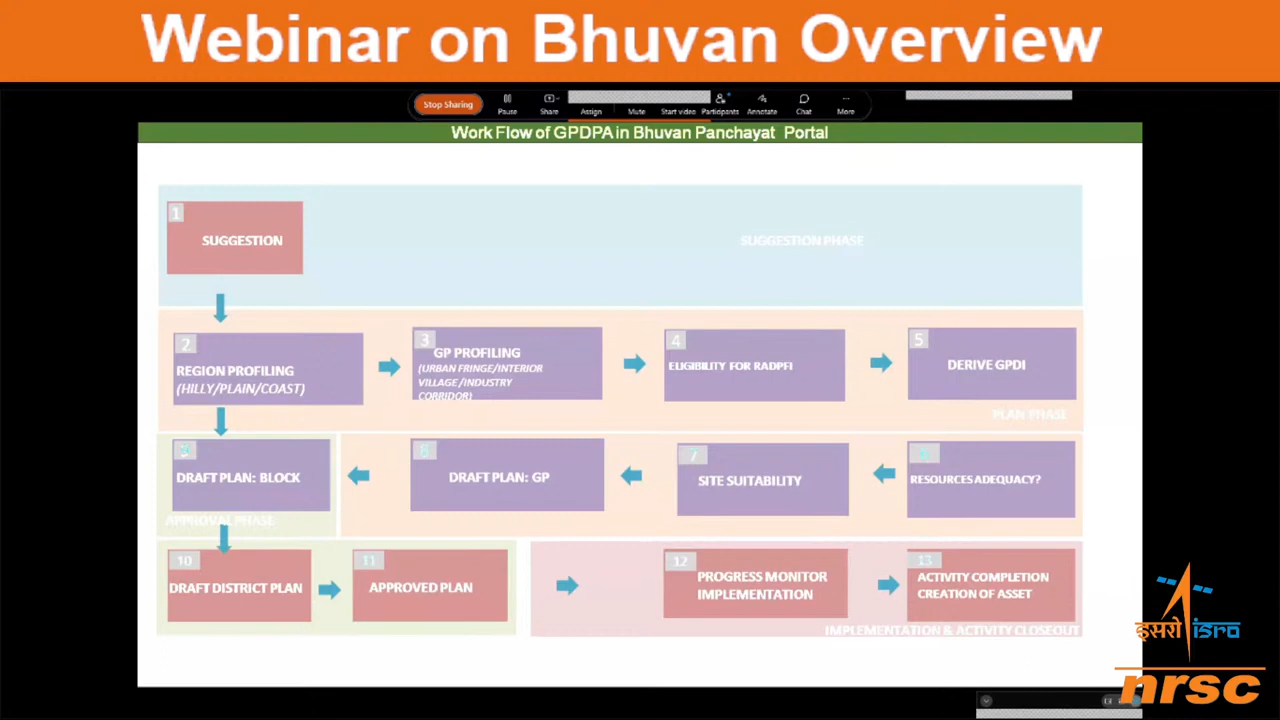 Webinar on Bhuvan Overview
Stop Sharing
Pause
Share
Assign
Mute
Start video
Participants
Annotate
Chat
More
Work Flow of GPDPA in Bhuvan Panchayat Portal
1
SUGGESTION
SUGGESTION PHASE
2
REGION PROFILING
(HILLY/PLAIN/COAST)
3
GP PROFILING
(URBAN FRINGE/INTERIOR
VILLAGE/INDUSTRY
CORRIDOR)
4
ELIGIBILITY FOR RADPFI
5
DERIVE GPDI
PLAN PHASE
9
DRAFT PLAN: BLOCK
APPROVAL PHASE
DRAFT PLAN: GP
7
SITE SUITABILITY
RESOURCES ADEQUACY?
10
DRAFT DISTRICT PLAN
11
APPROVED PLAN
12
PROGRESS MONITOR
IMPLEMENTATION
13
ACTIVITY COMPLETION
CREATION OF ASSET
IMPLEMENTATION & ACTIVITY CLOSEOUT
इसरो isro
nrsc